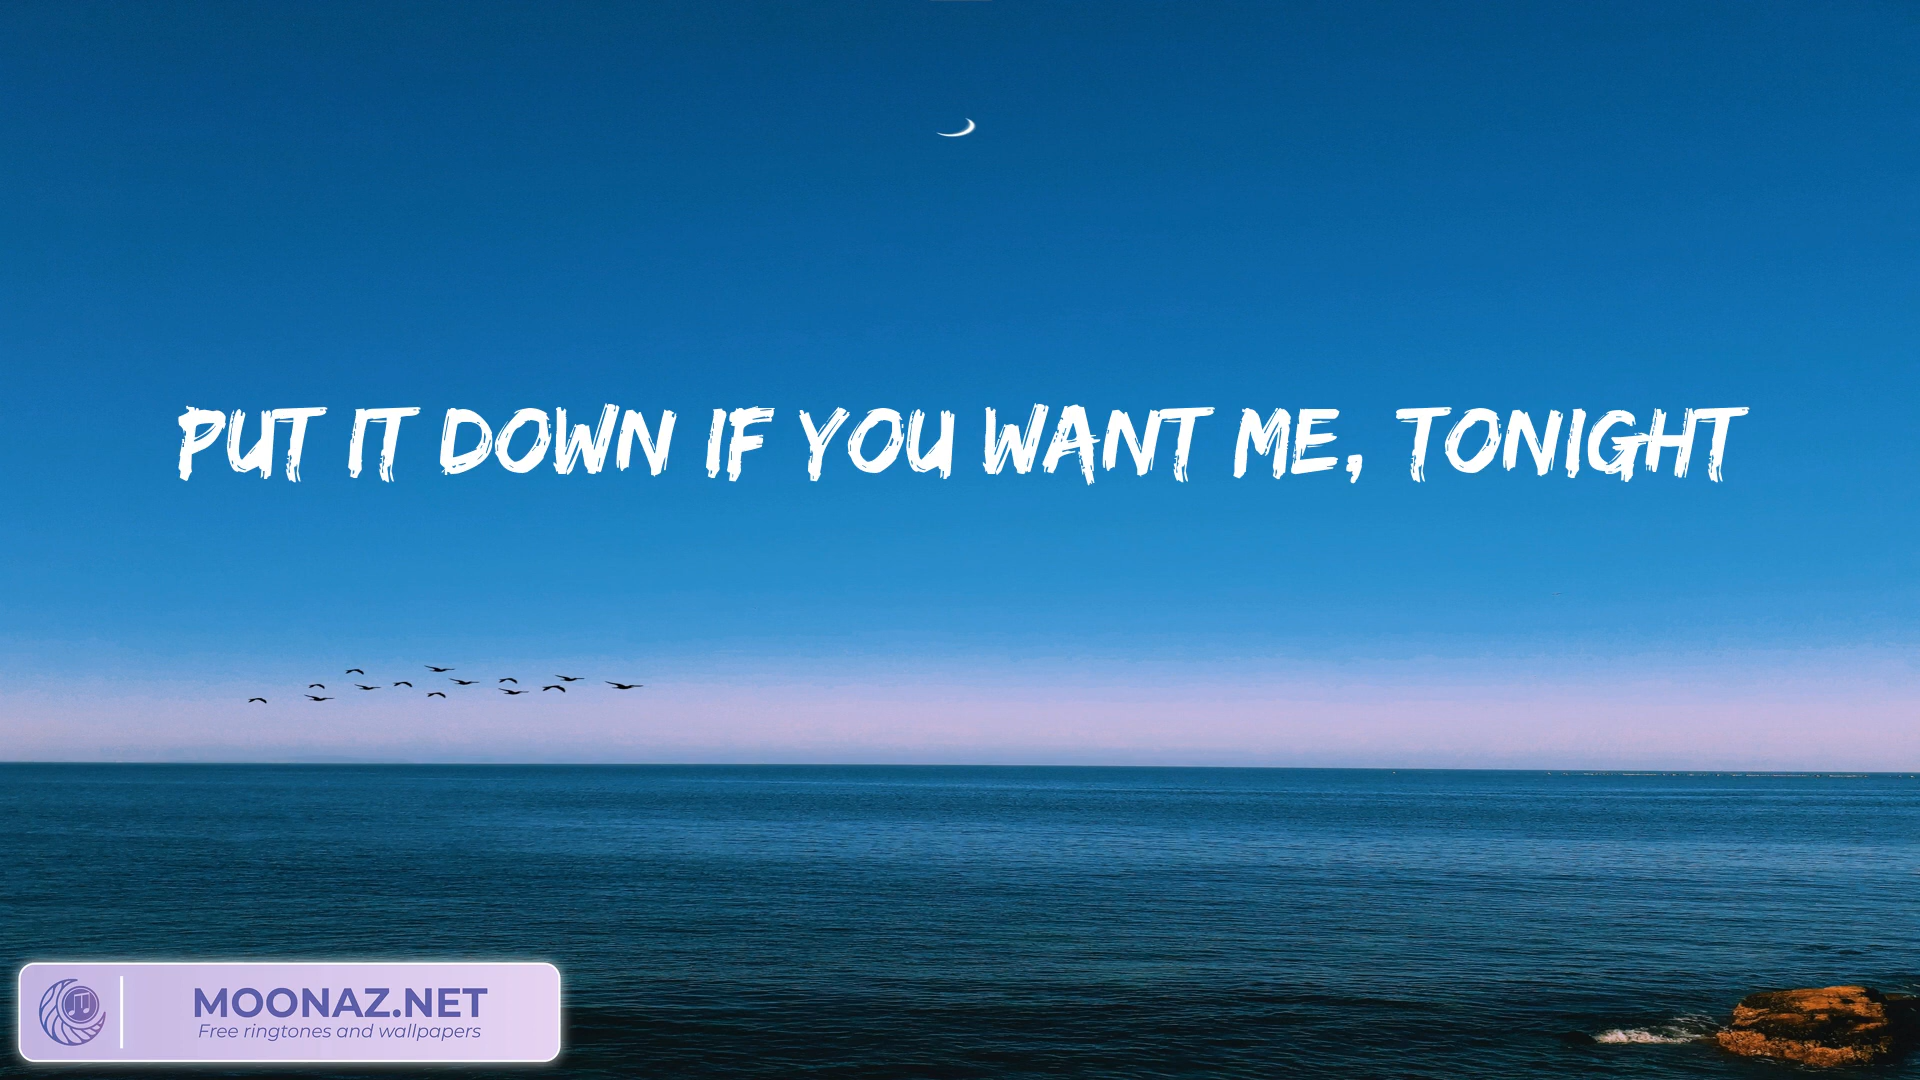 PUT IT DOWN IF YOU WANT ME, TONIGHT
MOONAZ.NET
Free ringtones and wallpapers